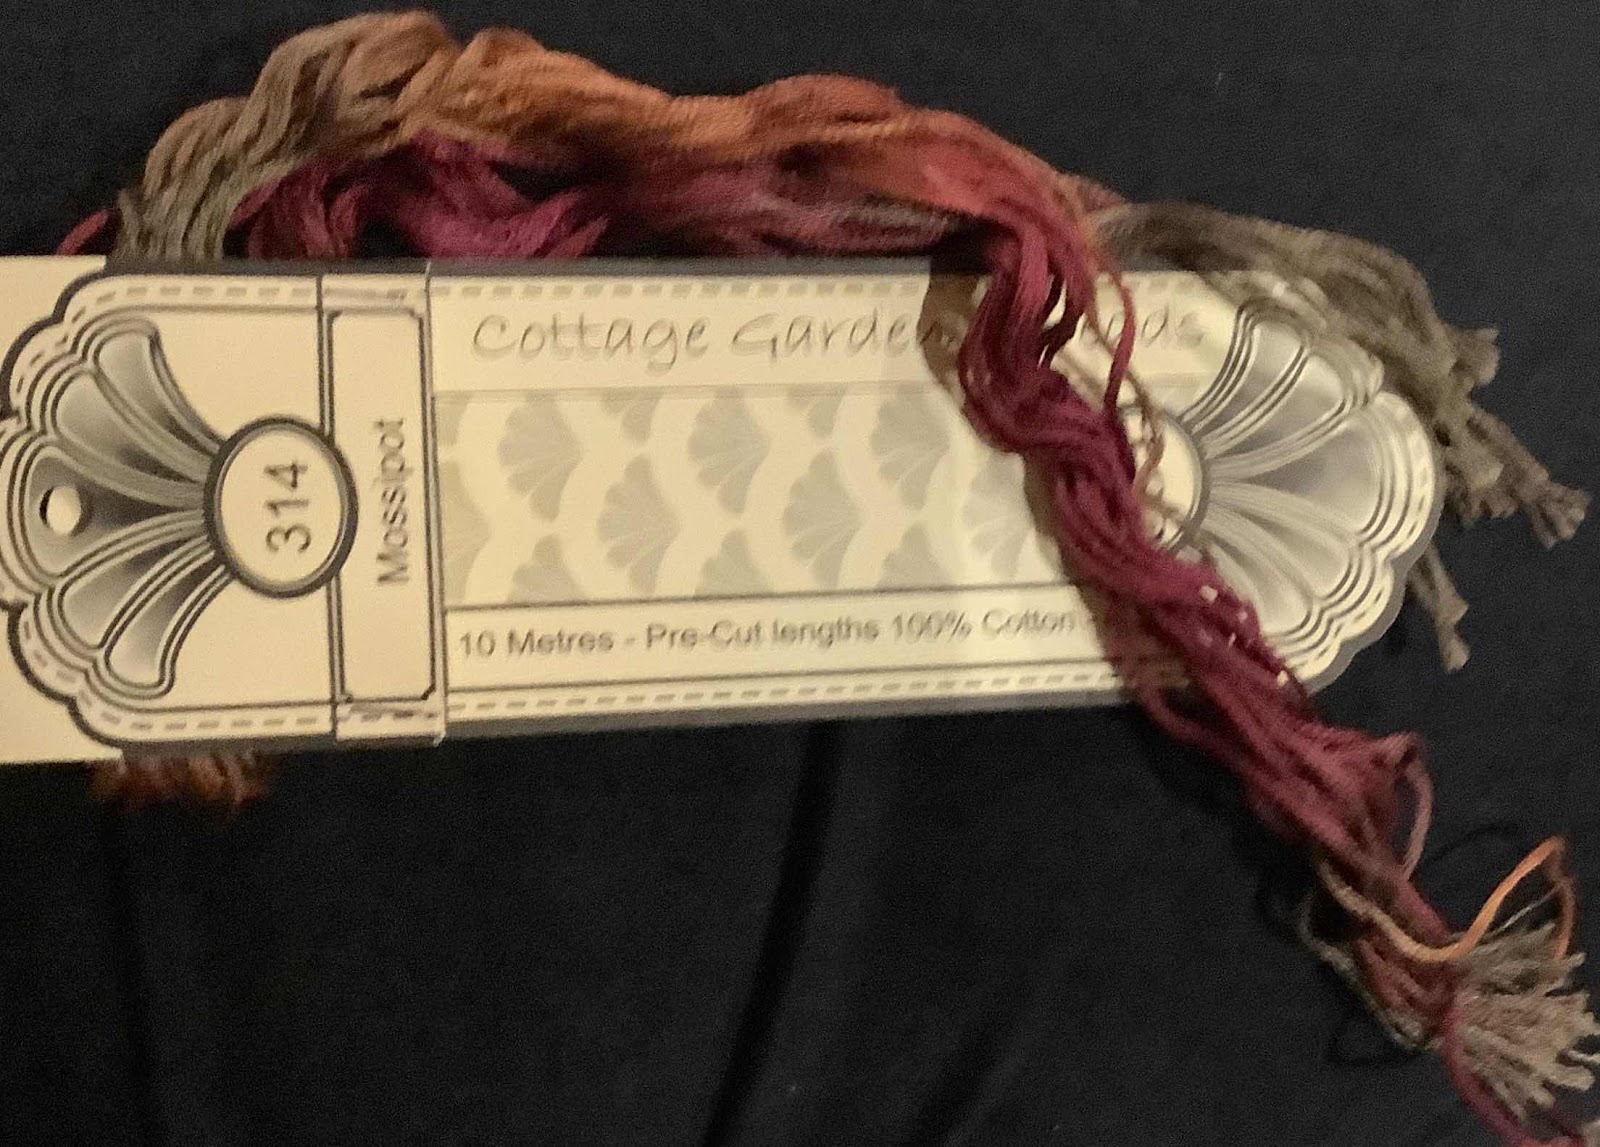 Cottage Garden
314
Mossipot
10 Metres - Pre-Cut lengths 100% Cotton